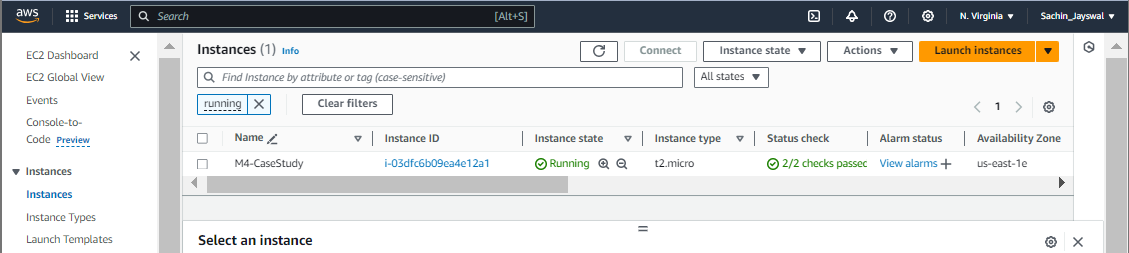 aws Services Search [Alt+S] N. Virginia Sachin_Jayswal
EC2 Dashboard
EC2 Global View
Events
Console-to-
Code Preview
Instances
Instances
Instance Types
Launch Templates
Instances (1) Info Connect Instance state Actions Launch instances
Find Instance by attribute or tag (case-sensitive) All states
running Clear filters 1
Name Instance ID Instance state Instance type Status check Alarm status Availability Zone
M4-CaseStudy i-03dfc6b09ea4e12a1 Running t2.micro 2/2 checks passed View alarms us-east-1e
Select an instance